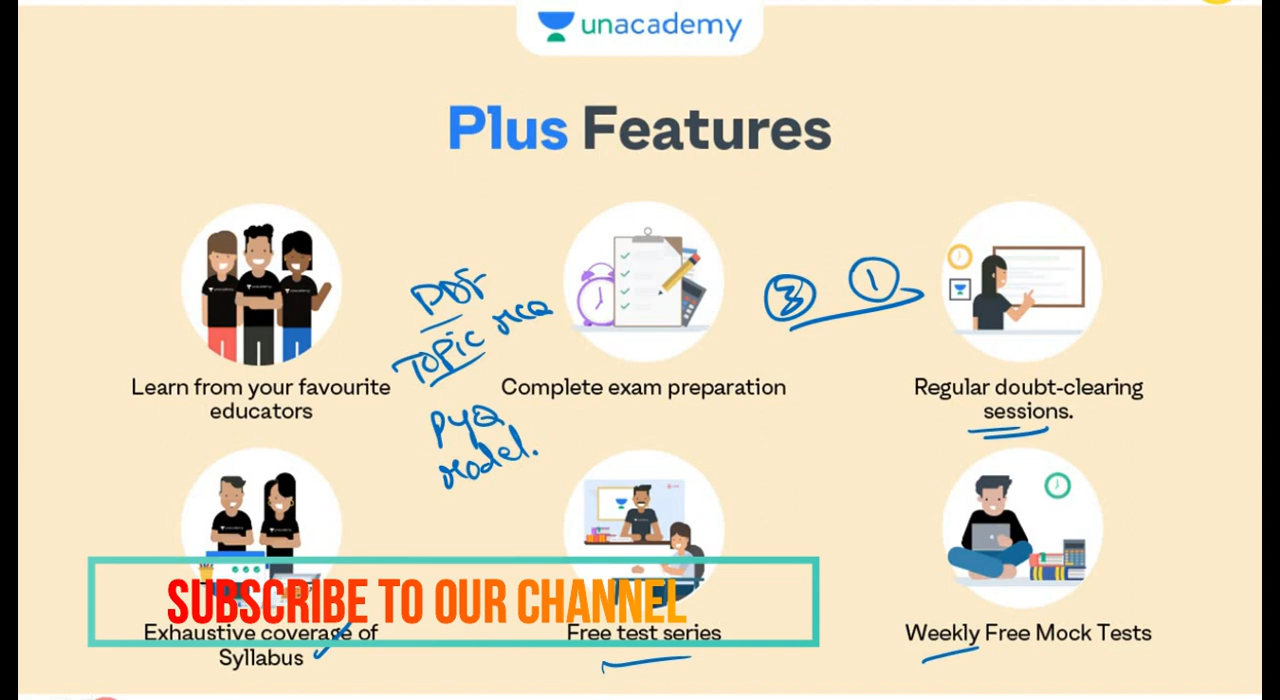 unacademy
Plus Features
Learn from your favourite
educators
PDF
Topic MCQ
PYQ
Model.
Complete exam preparation
3 1
Regular doubt-clearing
sessions.
SUBSCRIBE TO OUR CHANNEL
Exhaustive coverage of
Syllabus
Free test series
Weekly Free Mock Tests